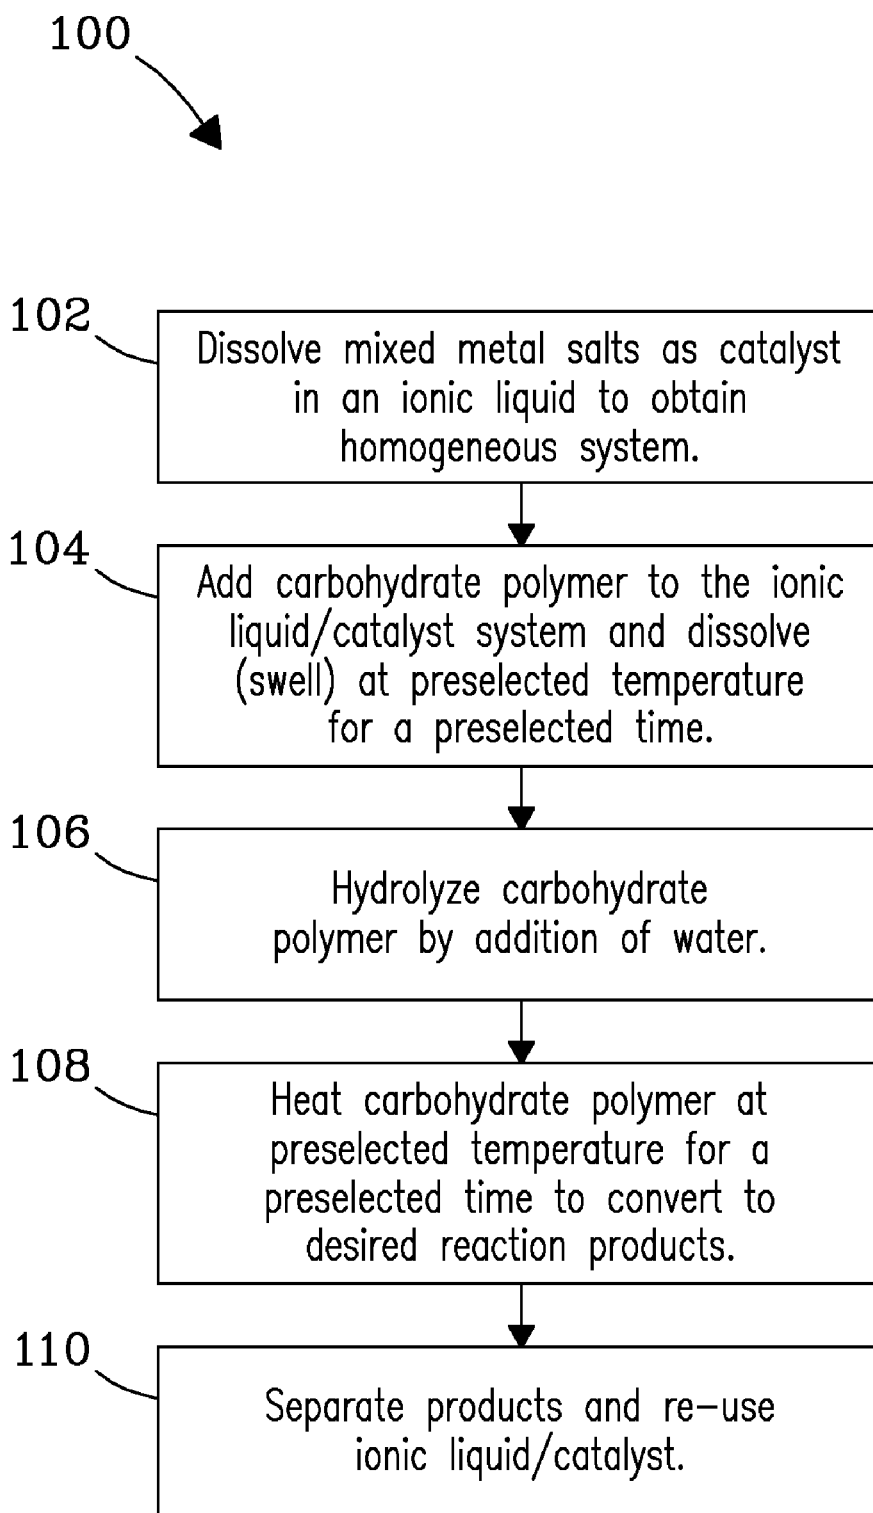 100
102
Dissolve mixed metal salts as catalyst
in an ionic liquid to obtain
homogeneous system.
104
Add carbohydrate polymer to the ionic
liquid/catalyst system and dissolve
(swell) at preselected temperature
for a preselected time.
106
Hydrolyze carbohydrate
polymer by addition of water.
108
Heat carbohydrate polymer at
preselected temperature for a
preselected time to convert to
desired reaction products.
110
Separate products and re-use
ionic liquid/catalyst.